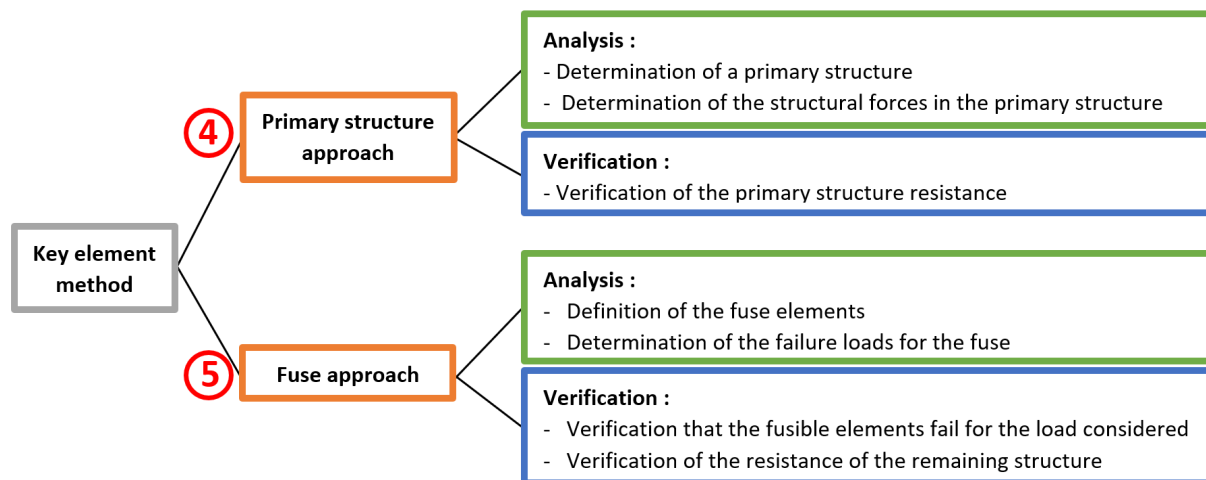 Analysis :
- Determination of a primary structure
- Determination of the structural forces in the primary structure
4
Primary structure
approach
Verification :
- Verification of the primary structure resistance
Key element
method
Analysis :
- Definition of the fuse elements
- Determination of the failure loads for the fuse
5
Fuse approach
Verification :
- Verification that the fusible elements fail for the load considered
- Verification of the resistance of the remaining structure